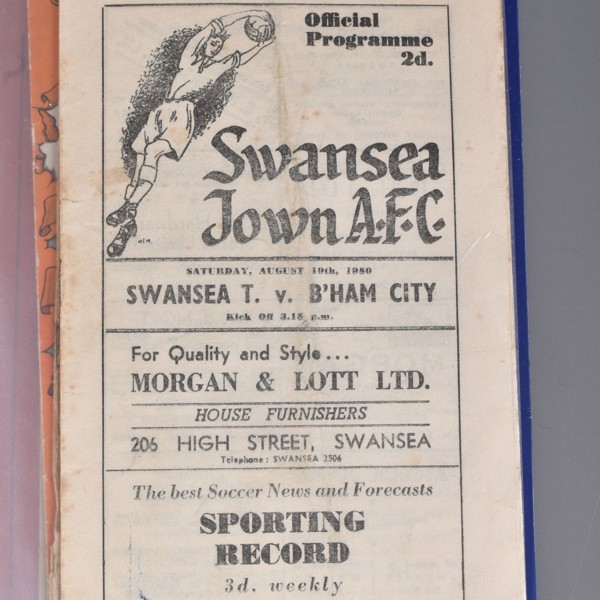 Official
Programme
2d.
Swansea
Town A.F.C.
SATURDAY, AUGUST 19th, 1950
SWANSEA T. v. B'HAM CITY
Kick Off 3.15 p.m.
For Quality and Style...
MORGAN & LOTT LTD.
HOUSE FURNISHERS
206 HIGH STREET, SWANSEA
Telephone: SWANSEA 2506
The best Soccer News and Forecasts
SPORTING
RECORD
3d. weekly